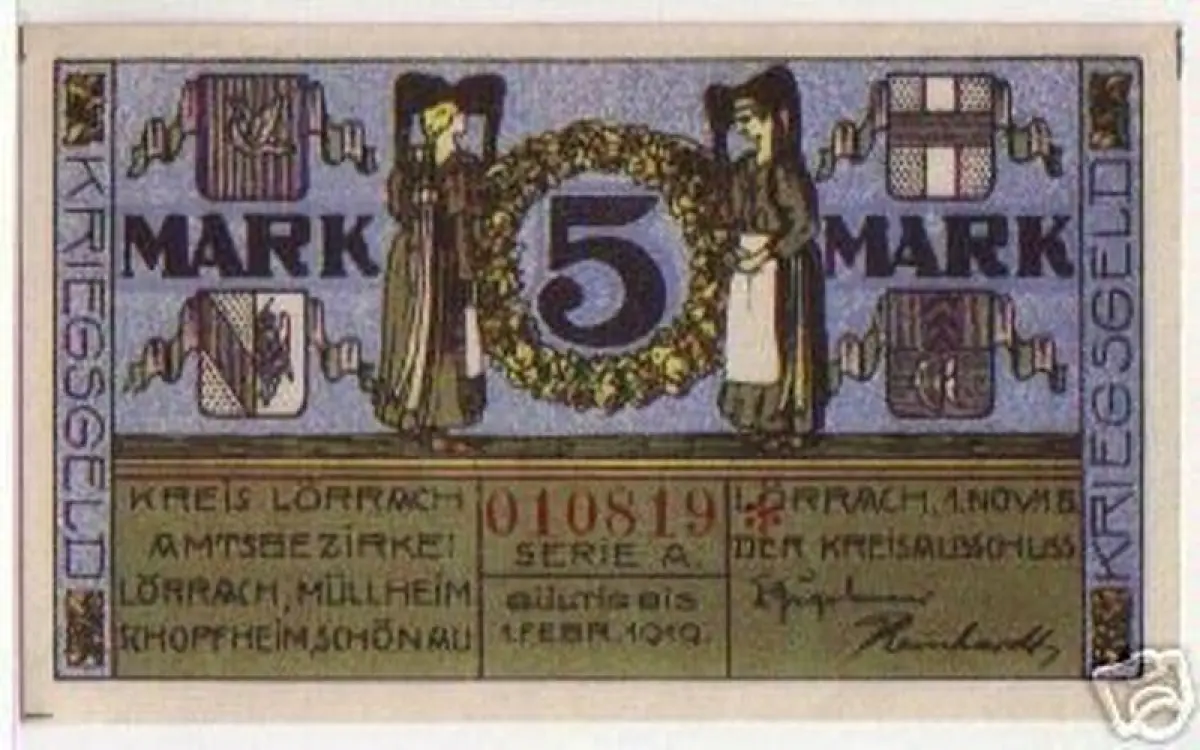 KRIEGSGELD
MARK
5
MARK
KRIEGSGELD
KREIS LÖRRACH
AMTSBEZIRKE:
LÖRRACH, MÜLLHEIM
SCHOPFHEIM, SCHÖNAU
010819
SERIE A.
GÜLTIG BIS
1. FEBR. 1919.
LÖRRACH, 1. NOV. 18
DER KREISAUSSCHUSS
Reinhardt